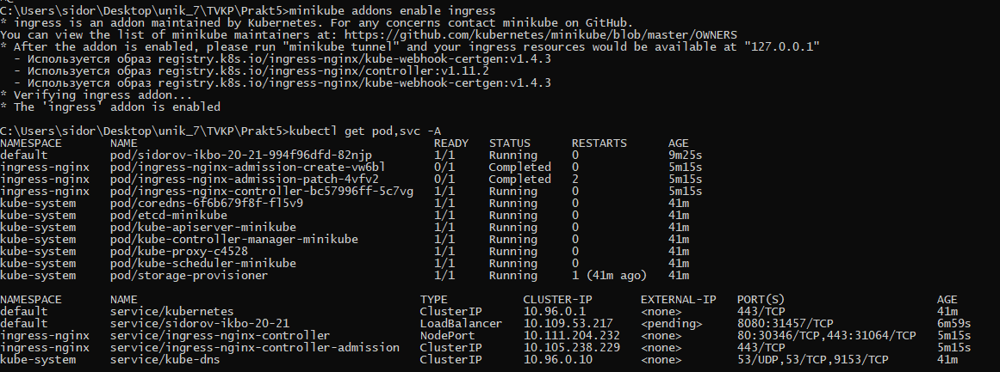 C:\Users\sidor\Desktop\unik_7\TVKP\Prakt5>minikube addons enable ingress
* ingress is an addon maintained by Kubernetes. For any concerns contact minikube on GitHub.
You can view the list of minikube maintainers at: https://github.com/kubernetes/minikube/blob/master/OWNERS
* After the addon is enabled, please run "minikube tunnel" and your ingress resources would be available at "127.0.0.1"
  - Используется образ registry.k8s.io/ingress-nginx/kube-webhook-certgen:v1.4.3
  - Используется образ registry.k8s.io/ingress-nginx/controller:v1.11.2
  - Используется образ registry.k8s.io/ingress-nginx/kube-webhook-certgen:v1.4.3
* Verifying ingress addon...
* The 'ingress' addon is enabled
C:\Users\sidor\Desktop\unik_7\TVKP\Prakt5>kubectl get pod,svc -A
NAMESPACE       NAME                                           READY   STATUS      RESTARTS      AGE
default         pod/sidorov-ikbo-20-21-994f96dfd-82njp         1/1     Running     0             9m25s
ingress-nginx   pod/ingress-nginx-admission-create-vw6bl       0/1     Completed   0             5m15s
ingress-nginx   pod/ingress-nginx-admission-patch-4vfv2        0/1     Completed   2             5m15s
ingress-nginx   pod/ingress-nginx-controller-bc57996ff-5c7vg   1/1     Running     0             5m15s
kube-system     pod/coredns-6f6b679f8f-fl5v9                   1/1     Running     0             41m
kube-system     pod/etcd-minikube                              1/1     Running     0             41m
kube-system     pod/kube-apiserver-minikube                    1/1     Running     0             41m
kube-system     pod/kube-controller-manager-minikube           1/1     Running     0             41m
kube-system     pod/kube-proxy-c4528                           1/1     Running     0             41m
kube-system     pod/kube-scheduler-minikube                    1/1     Running     0             41m
kube-system     pod/storage-provisioner                        1/1     Running     1 (41m ago)   41m
NAMESPACE       NAME                                         TYPE           CLUSTER-IP       EXTERNAL-IP   PORT(S)                      AGE
default         service/kubernetes                           ClusterIP      10.96.0.1        <none>        443/TCP                      41m
default         service/sidorov-ikbo-20-21                   LoadBalancer   10.109.53.217    <pending>     8080:31457/TCP               6m59s
ingress-nginx   service/ingress-nginx-controller             NodePort       10.111.204.232   <none>        80:30346/TCP,443:31064/TCP   5m15s
ingress-nginx   service/ingress-nginx-controller-admission   ClusterIP      10.105.238.229   <none>        443/TCP                      5m15s
kube-system     service/kube-dns                             ClusterIP      10.96.0.10       <none>        53/UDP,53/TCP,9153/TCP       41m